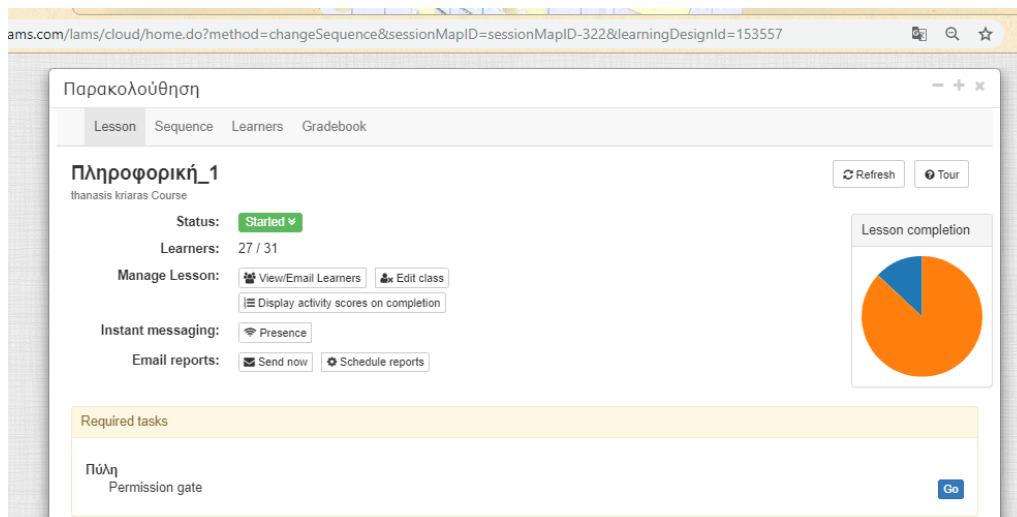 ams.com/lams/cloud/home.do?method=changeSequence&sessionMapID=sessionMapID-322&learningDesignId=153557
Παρακολούθηση
Lesson Sequence Learners Gradebook
Πληροφορική_1
Refresh Tour
thanasis kriaras Course
Status: Started
Lesson completion
Learners: 27 / 31
Manage Lesson: View/Email Learners Edit class
Display activity scores on completion
Instant messaging: Presence
Email reports: Send now Schedule reports
Required tasks
Πύλη
Permission gate
Go